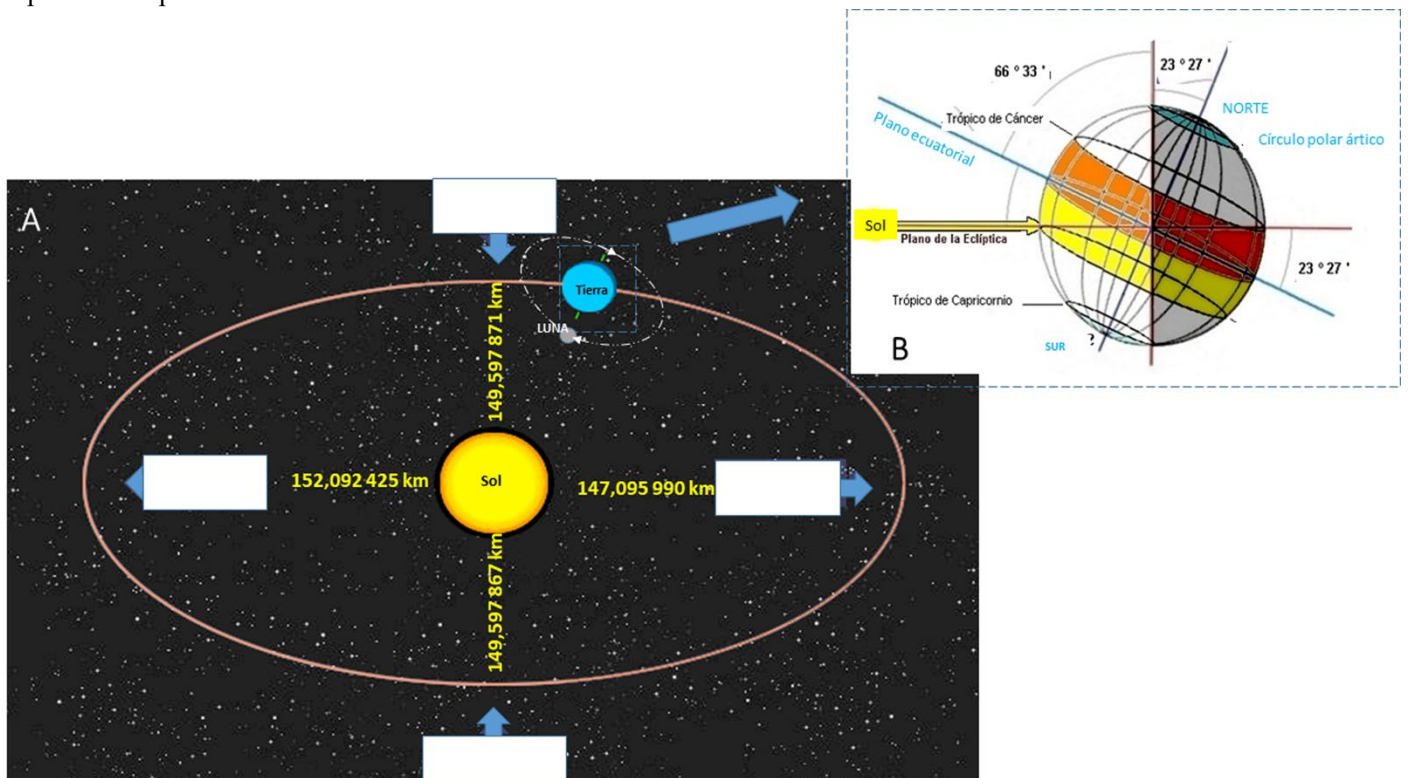 66 ° 33 '
23 ° 27 '
NORTE
Trópico de Cáncer
Plano ecuatorial
Círculo polar ártico
Sol
Plano de la Eclíptica
23 ° 27 '
Trópico de Capricornio
SUR
?
B
A
Tierra
LUNA
149,597 871 km
152,092 425 km
Sol
147,095 990 km
149,597 867 km